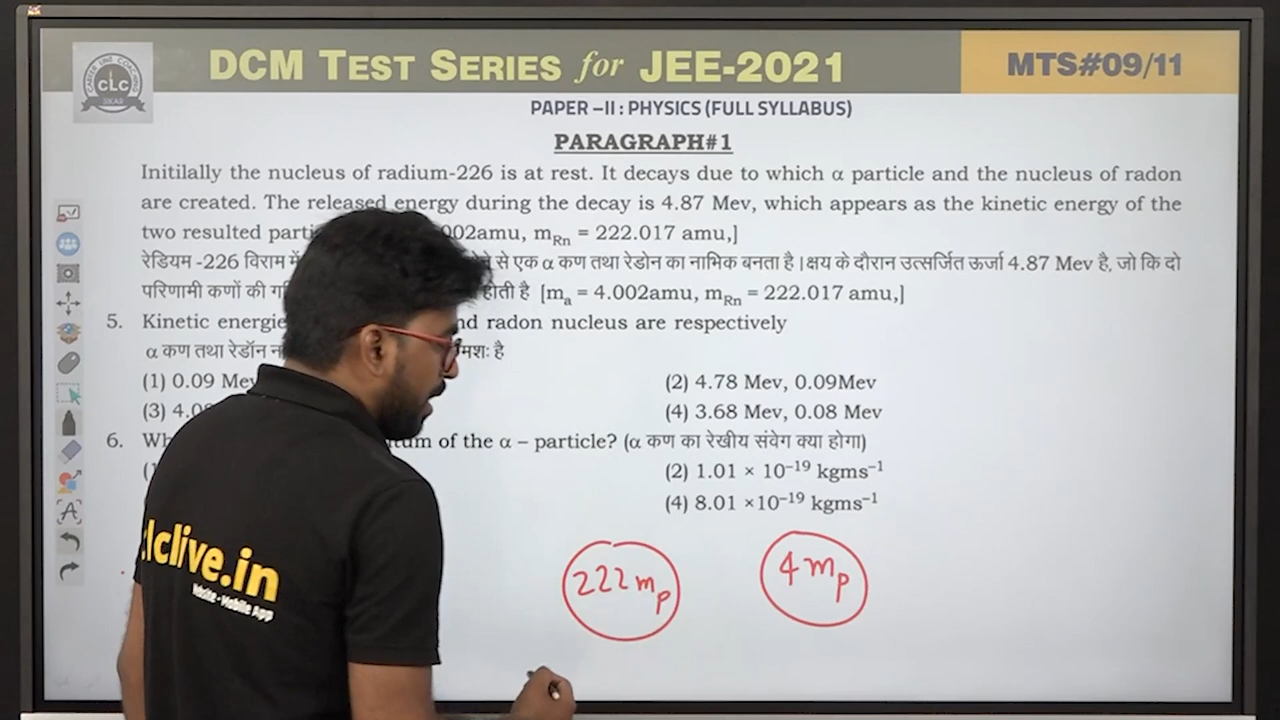 CLC
SIKAR
DCM TEST SERIES for JEE-2021
MTS#09/11
PAPER –II : PHYSICS (FULL SYLLABUS)
PARAGRAPH#1
Initilally the nucleus of radium-226 is at rest. It decays due to which α particle and the nucleus of radon
are created. The released energy during the decay is 4.87 Mev, which appears as the kinetic energy of the
two resulted parti 002amu, mRn = 222.017 amu,]
रेडियम -226 विराम में से एक α कण तथा रेडोन का नाभिक बनता है। क्षय के दौरान उत्सर्जित ऊर्जा 4.87 Mev है, जो कि दो
परिणामी कणों की होती है [ma = 4.002amu, mRn = 222.017 amu,]
5. Kinetic energie nd radon nucleus are respectively
α कण तथा रेडॉन है
(1) 0.09 Mev (2) 4.78 Mev, 0.09Mev
(3) 4.0 (4) 3.68 Mev, 0.08 Mev
6. Wh tum of the α – particle? (α कण का रेखीय संवेग क्या होगा)
(2) 1.01 × 10–19 kgms–1
(4) 8.01 ×10–19 kgms–1
222mp 4mp
clclive.in
Website - Mobile App